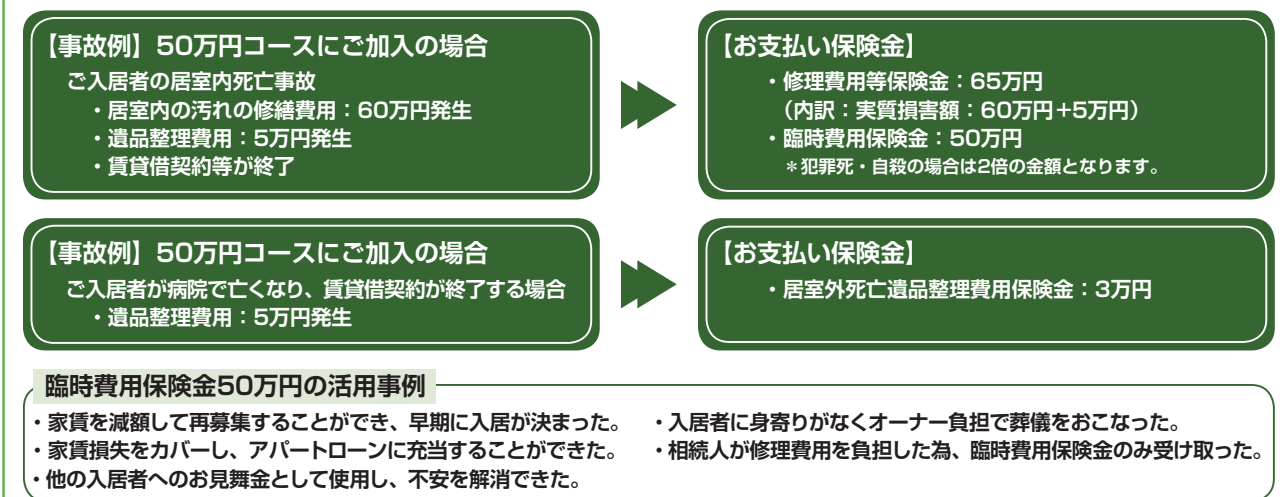 【事故例】50万円コースにご加入の場合
ご入居者の居室内死亡事故
・居室内の汚れの修繕費用：60万円発生
・遺品整理費用：5万円発生
・賃貸借契約等が終了
【お支払い保険金】
・修理費用等保険金：65万円
（内訳：実質損害額：60万円＋5万円）
・臨時費用保険金：50万円
＊犯罪死・自殺の場合は2倍の金額となります。
【事故例】50万円コースにご加入の場合
ご入居者が病院で亡くなり、賃貸借契約が終了する場合
・遺品整理費用：5万円発生
【お支払い保険金】
・居室外死亡遺品整理費用保険金：3万円
臨時費用保険金50万円の活用事例
・家賃を減額して再募集することができ、早期に入居が決まった。
・家賃損失をカバーし、アパートローンに充当することができた。
・他の入居者へのお見舞金として使用し、不安を解消できた。
・入居者に身寄りがなくオーナー負担で葬儀をおこなった。
・相続人が修理費用を負担した為、臨時費用保険金のみ受け取った。